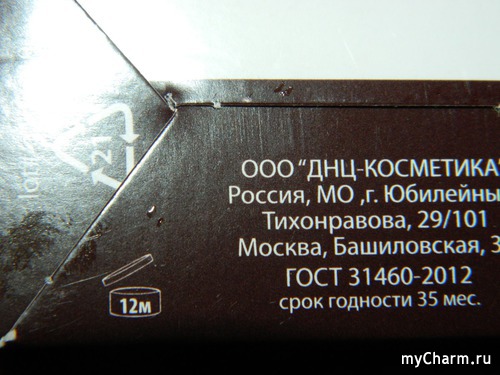 21
ООО "ДНЦ-КОСМЕТИКА"
Россия, МО ,г. Юбилейны
Тихонравова, 29/101
Москва, Башиловская, 3
ГОСТ 31460-2012
срок годности 35 мес.
12м
myCharm.ru